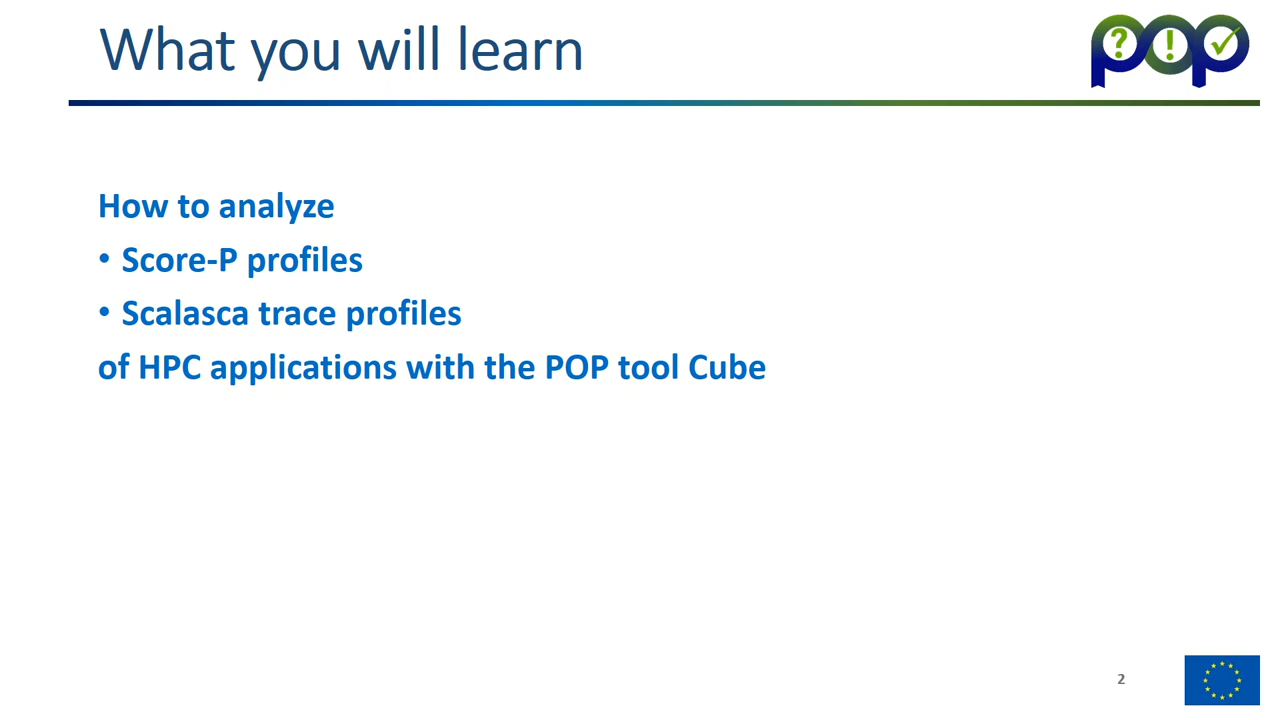 What you will learn
pop
How to analyze
• Score-P profiles
• Scalasca trace profiles
of HPC applications with the POP tool Cube
2